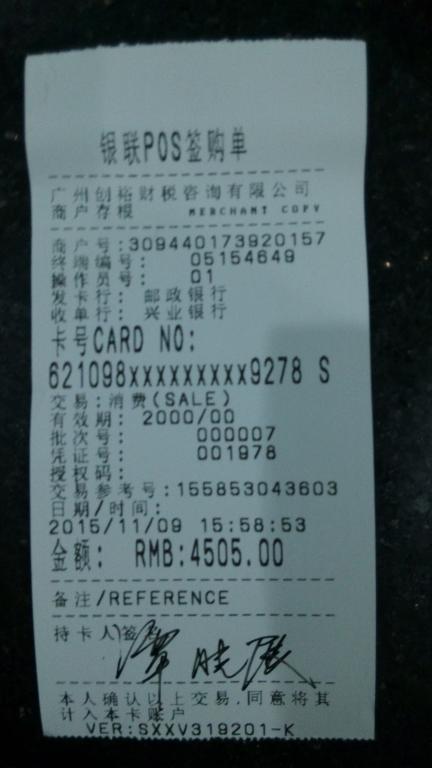 银联POS签购单
广州创裕财税咨询有限公司
商户存根 MERCHANT COPY
商户号:309440173920157
终端编号: 05154649
操作员号: 01
发卡行: 邮政银行
收单行: 兴业银行
卡号CARD NO:
621098xxxxxxxxx9278 S
交易:消费(SALE)
有效期: 2000/00
批次号: 000007
凭证号: 001978
授权码:
交易参考号:155853043603
日期/时间:
2015/11/09 15:58:53
金额: RMB:4505.00
备注/REFERENCE
持卡人签
本人确认以上交易,同意将其
计入本卡账户
VER:SXXV319201-K